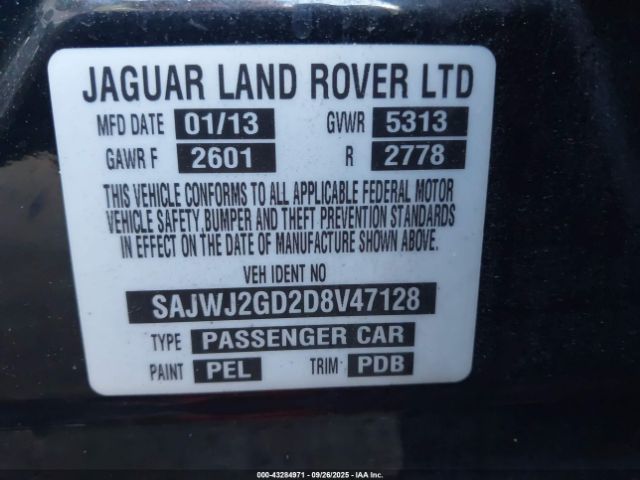 JAGUAR LAND ROVER LTD
MFD DATE 01/13 GVWR 5313
GAWR F 2601 R 2778
THIS VEHICLE CONFORMS TO ALL APPLICABLE FEDERAL MOTOR
VEHICLE SAFETY, BUMPER AND THEFT PREVENTION STANDARDS
IN EFFECT ON THE DATE OF MANUFACTURE SHOWN ABOVE.
VEH IDENT NO
SAJWJ2GD2D8V47128
TYPE PASSENGER CAR
PAINT PEL TRIM PDB
000-43284971 - 09/26/2025 - IAA Inc.